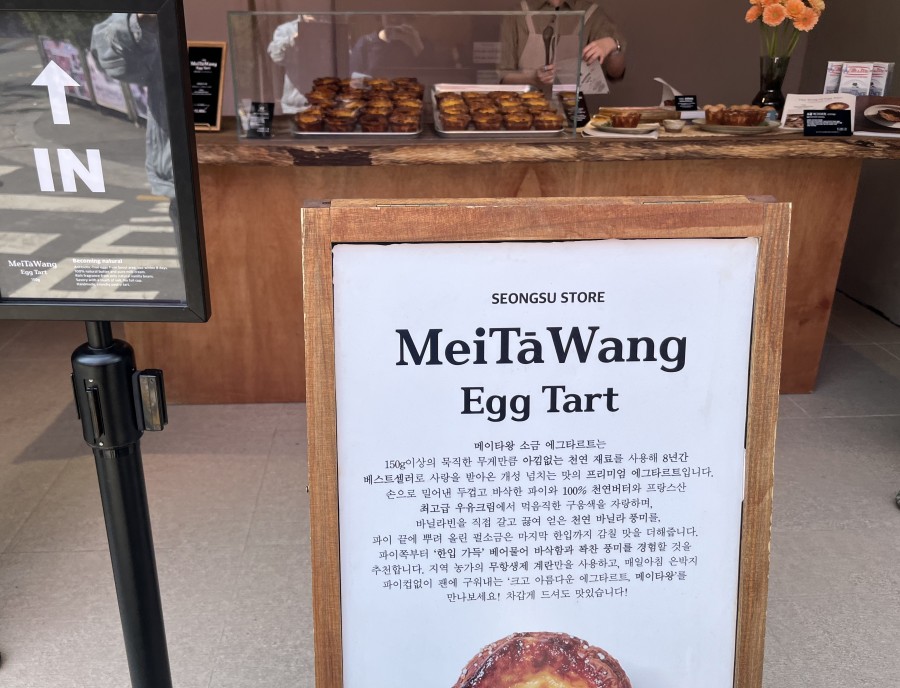 IN
MeiTāWang
Egg Tart
Becoming natural
MeiTāWang
Egg Tart
SEONGSU STORE
MeiTāWang
Egg Tart
메이타왕 소금 에그타르트는
150g이상의 묵직한 무게만큼 아낌없는 천연 재료를 사용해 8년간
베스트셀러로 사랑을 받아온 개성 넘치는 맛의 프리미엄 에그타르트입니다.
손으로 밀어낸 두껍고 바삭한 파이와 100% 천연버터와 프랑스산
최고급 우유크림에서 먹음직한 구움색을 자랑하며,
바닐라빈을 직접 갈고 끓여 얻은 천연 바닐라 풍미를,
파이 끝에 뿌려 올린 펄소금은 마지막 한입까지 감칠 맛을 더해줍니다.
파이쪽부터 '한입 가득' 베어물어 바삭함과 꽉찬 풍미를 경험할 것을
추천합니다. 지역 농가의 무항생제 계란만을 사용하고, 매일아침 은박지
파이컵없이 팬에 구워내는 '크고 아름다운 에그타르트, 메이타왕'를
만나보세요! 차갑게 드셔도 맛있습니다!